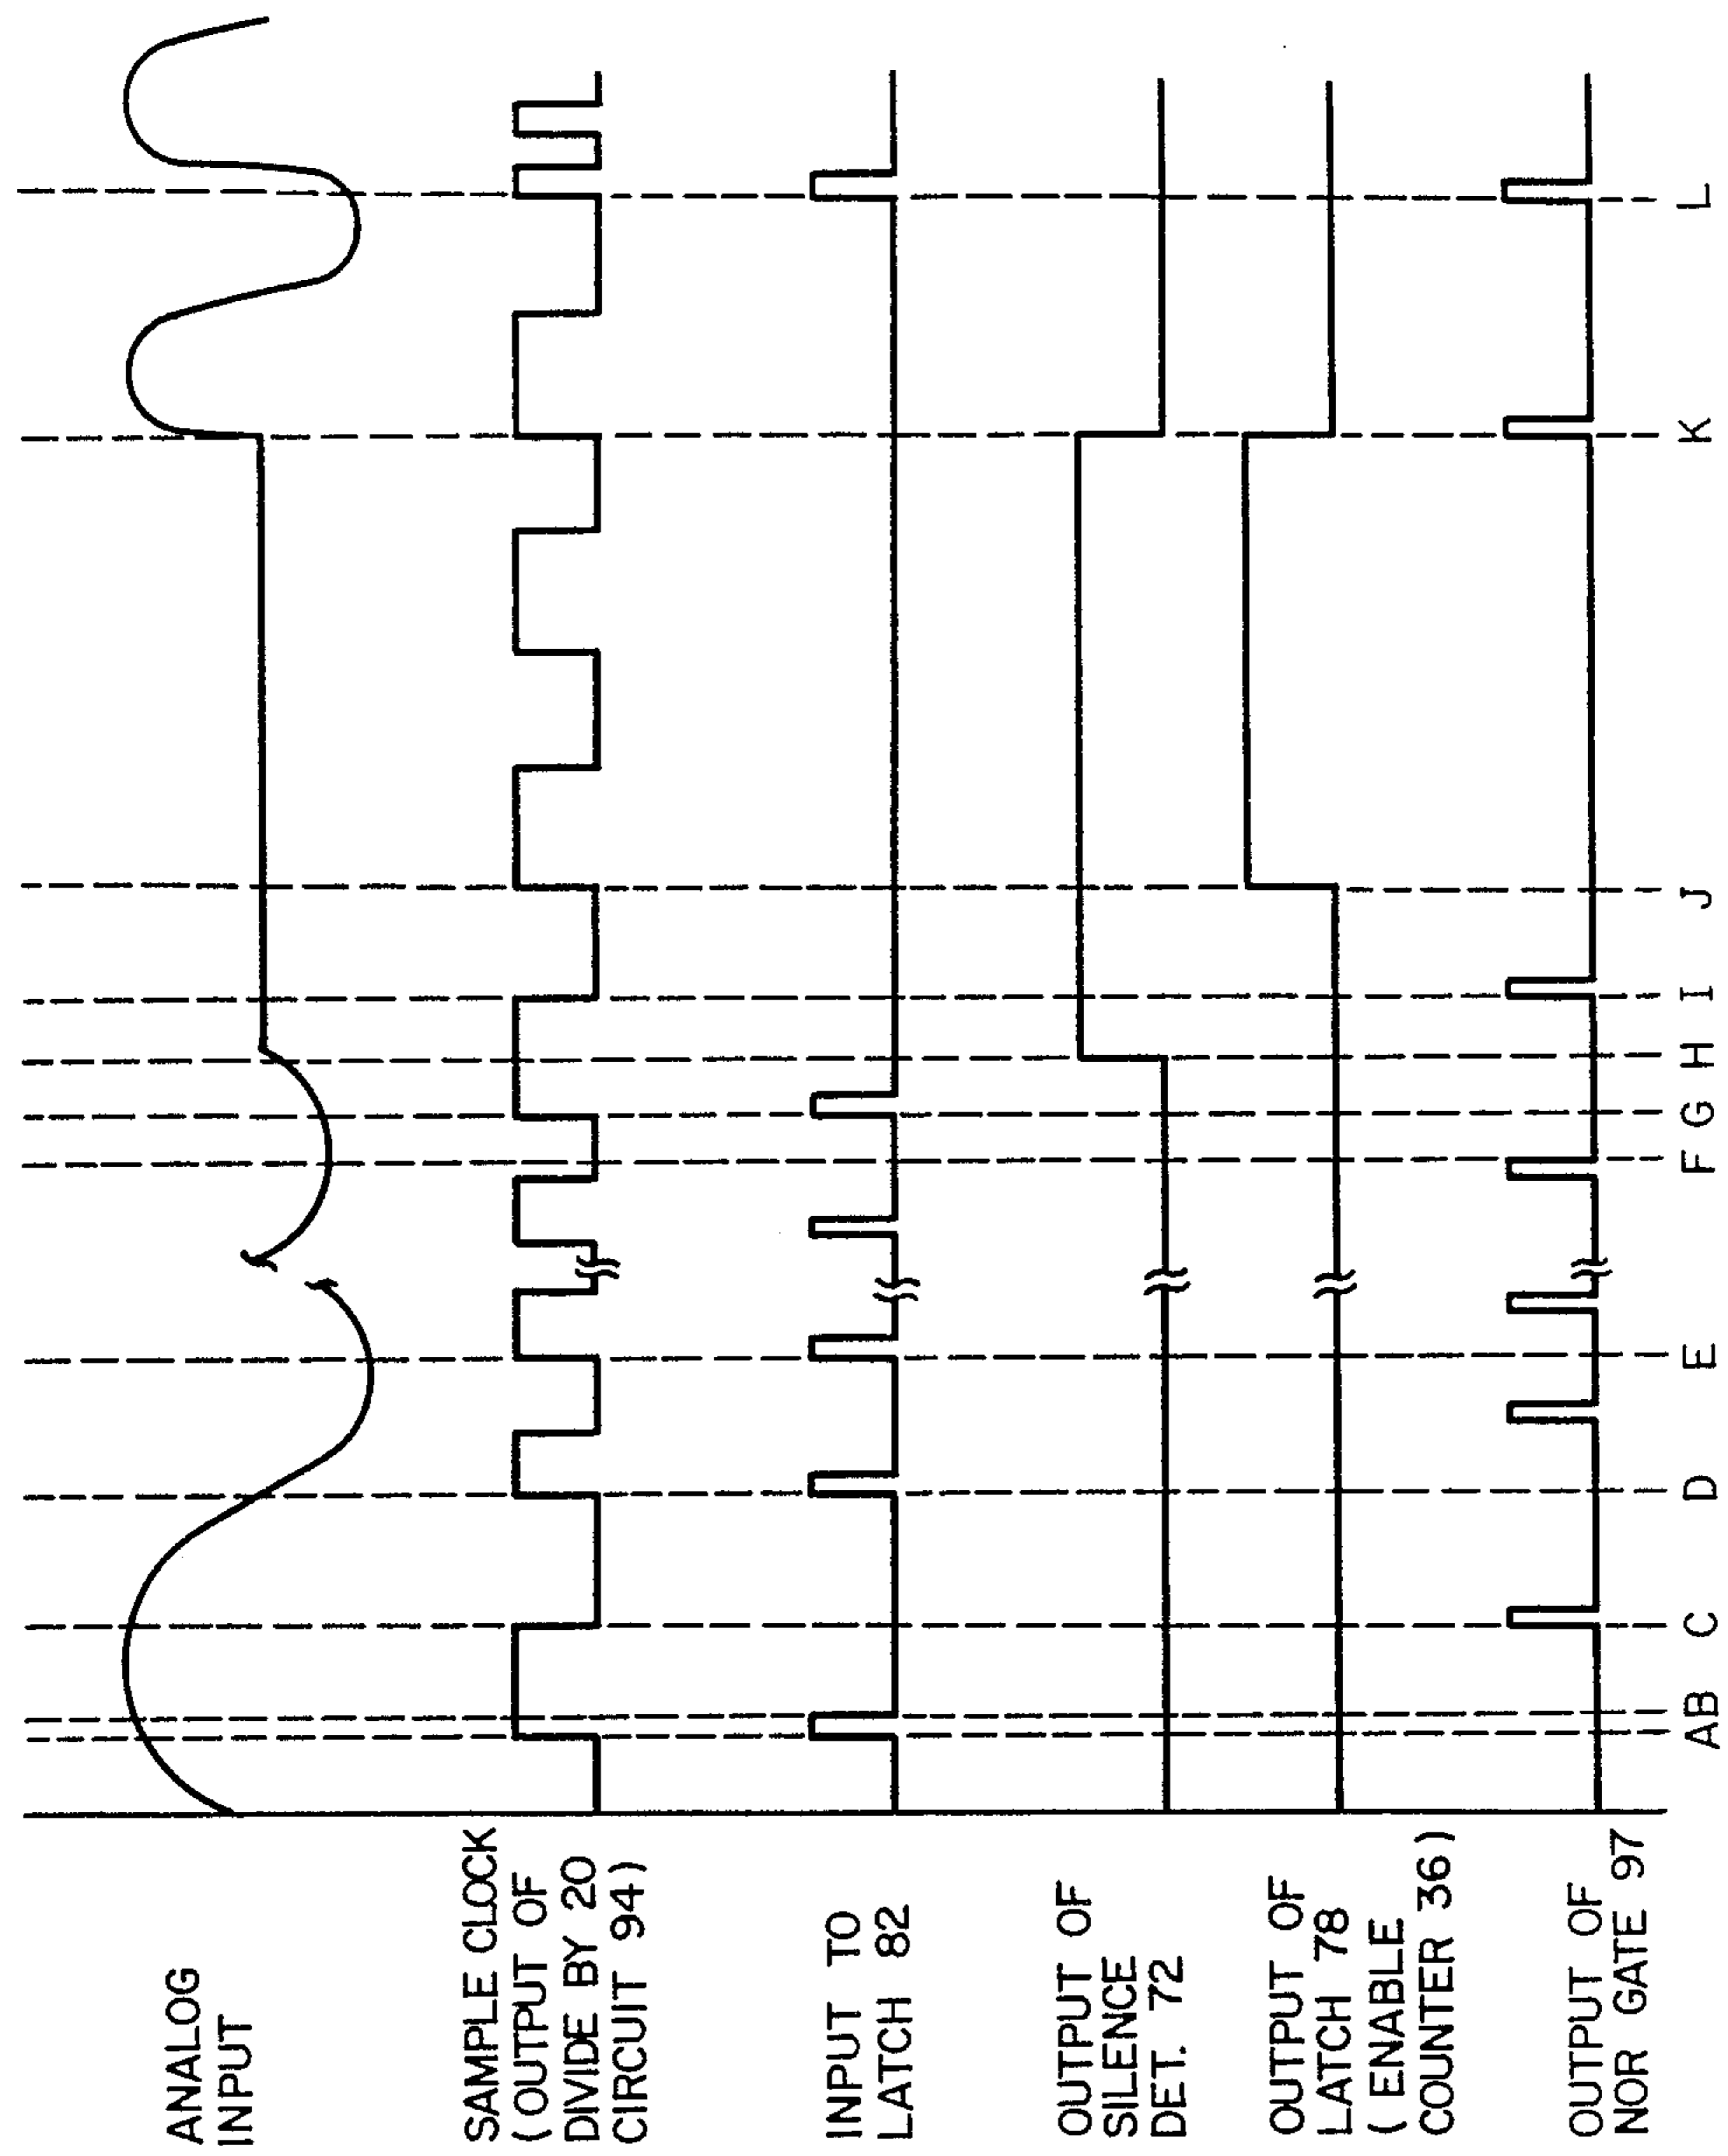 ANALOG
INPUT
SAMPLE CLOCK
(OUTPUT OF
DIVIDE BY 20
CIRCUIT 94)
INPUT TO
LATCH 82
OUTPUT OF
SILENCE
DET. 72
OUTPUT OF
LATCH 78
( ENABLE
COUNTER 36)
OUTPUT OF
NOR GATE 97
A B C D E F G H I J K L